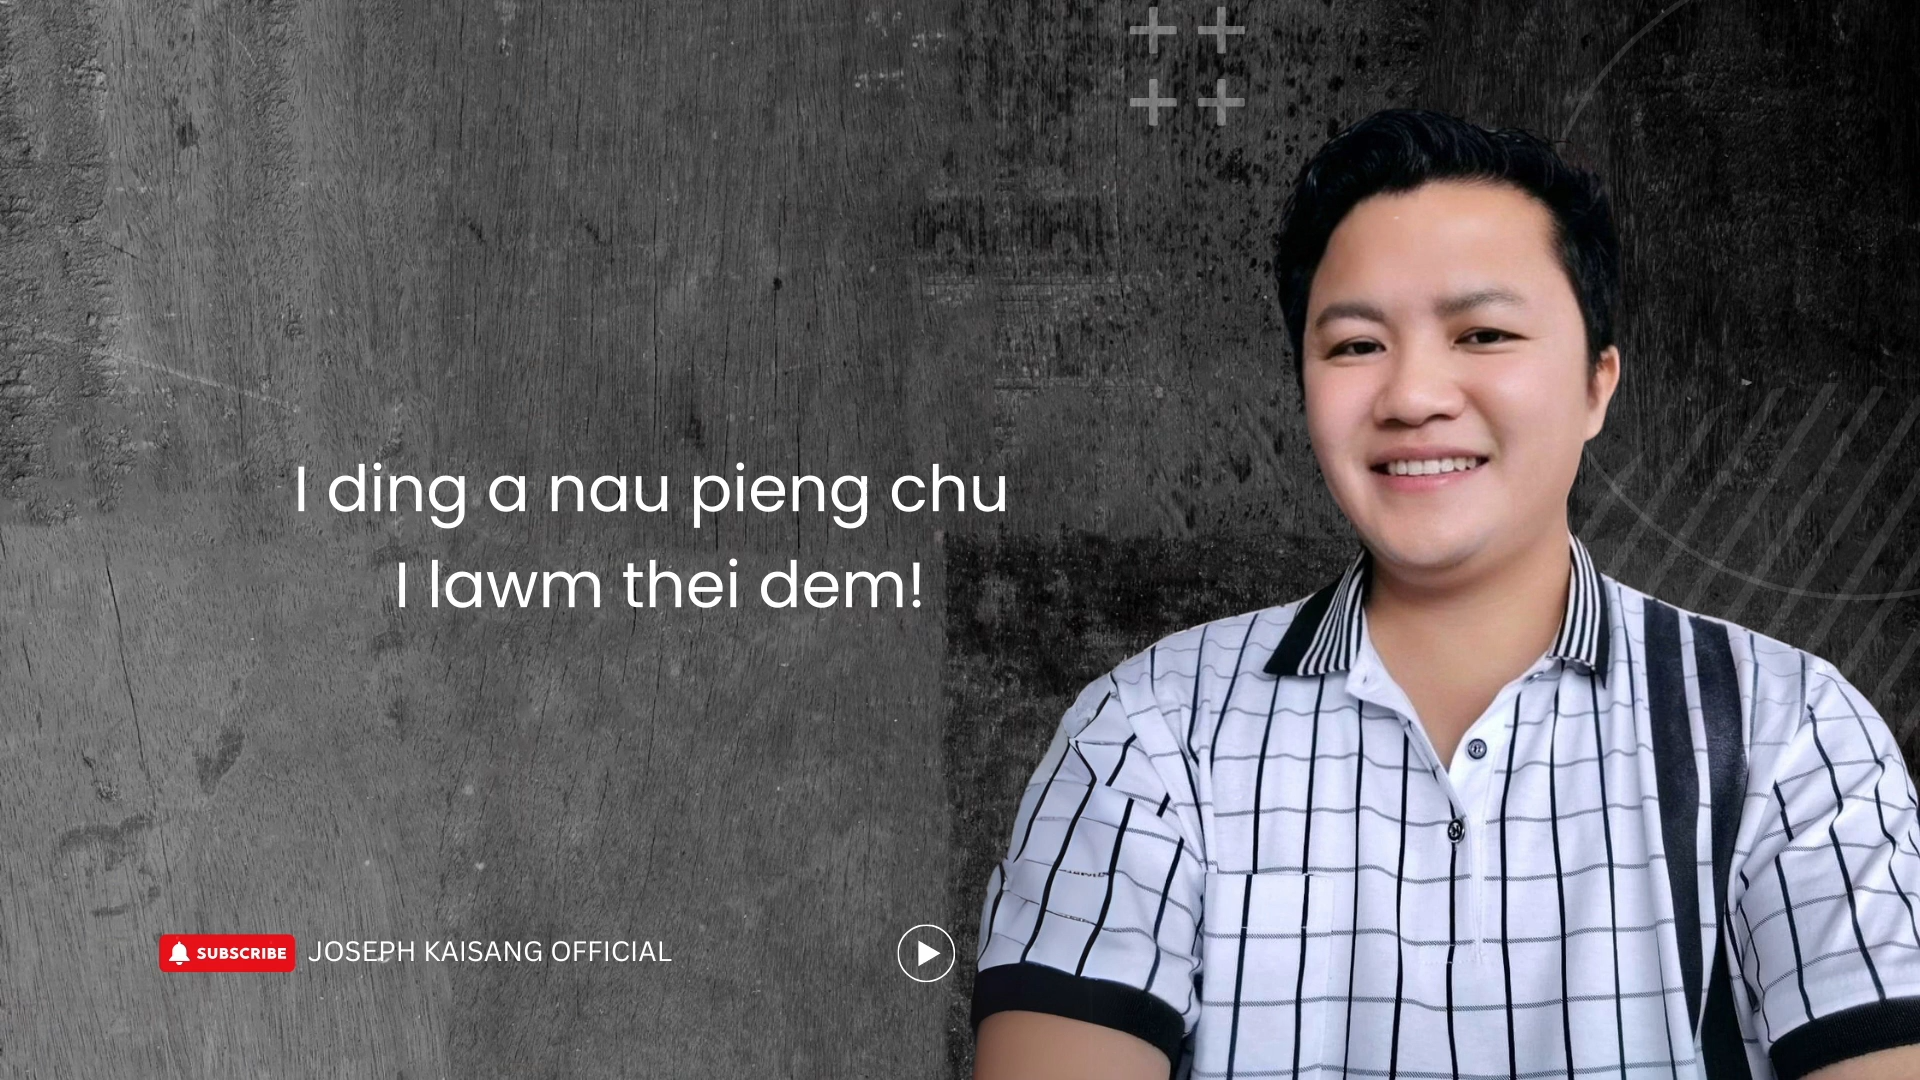 I ding a nau pieng chu
I lawm thei dem!
SUBSCRIBE JOSEPH KAISANG OFFICIAL